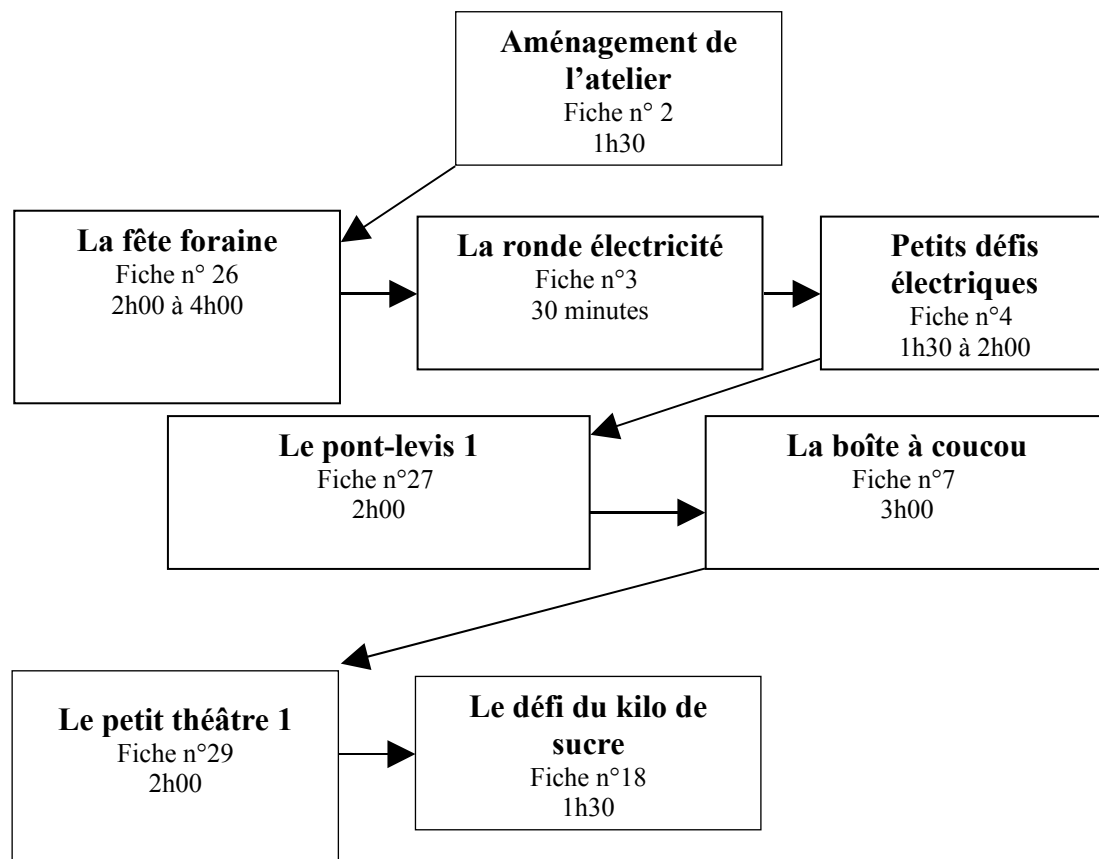 Aménagement de
l’atelier
Fiche n° 2
1h30
La fête foraine
Fiche n° 26
2h00 à 4h00
La ronde électricité
Fiche n°3
30 minutes
Petits défis
électriques
Fiche n°4
1h30 à 2h00
Le pont-levis 1
Fiche n°27
2h00
La boîte à coucou
Fiche n°7
3h00
Le petit théâtre 1
Fiche n°29
2h00
Le défi du kilo de
sucre
Fiche n°18
1h30